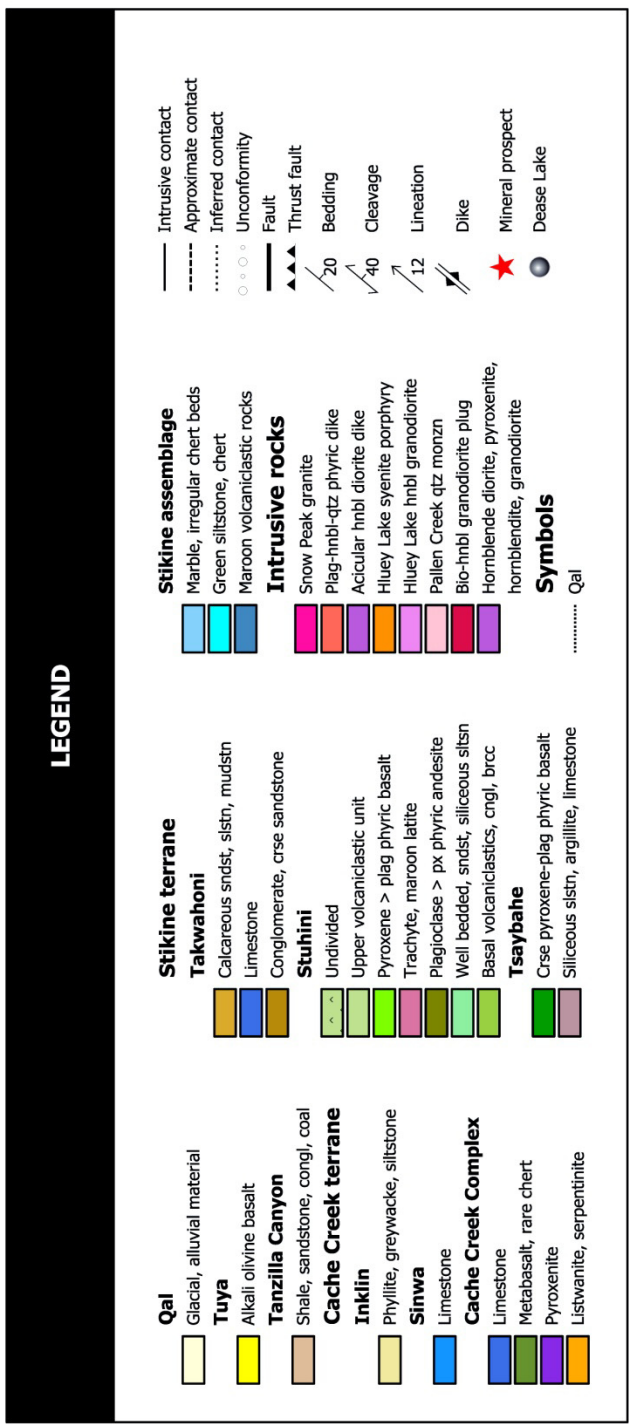 LEGEND
Qal
Glacial, alluvial material
Tuya
Alkali olivine basalt
Tanzilla Canyon
Shale, sandstone, congl, coal
Cache Creek terrane
Inklin
Phyllite, greywacke, siltstone
Sinwa
Limestone
Cache Creek Complex
Limestone
Metabasalt, rare chert
Pyroxenite
Listwanite, serpentinite
Stikine terrane
Takwahoni
Calcareous sndst, slstn, mudstn
Limestone
Conglomerate, crse sandstone
Stuhini
Undivided
Upper volcaniclastic unit
Pyroxene > plag phyric basalt
Trachyte, maroon latite
Plagioclase > px phyric andesite
Well bedded, sndst, siliceous sltsn
Basal volcaniclastics, cngl, brcc
Tsaybahe
Crse pyroxene-plag phyric basalt
Siliceous slstn, argillite, limestone
Stikine assemblage
Marble, irregular chert beds
Green siltstone, chert
Maroon volcaniclastic rocks
Intrusive rocks
Snow Peak granite
Plag-hnbl-qtz phyric dike
Acicular hnbl diorite dike
Hluey Lake syenite porphyry
Hluey Lake hnbl granodiorite
Pallen Creek qtz monzn
Bio-hnbl granodiorite plug
Hornblende diorite, pyroxenite,
hornblendite, granodiorite
Symbols
Qal
Intrusive contact
Approximate contact
Inferred contact
Unconformity
Fault
Thrust fault
20 Bedding
40 Cleavage
12 Lineation
Dike
Mineral prospect
Dease Lake